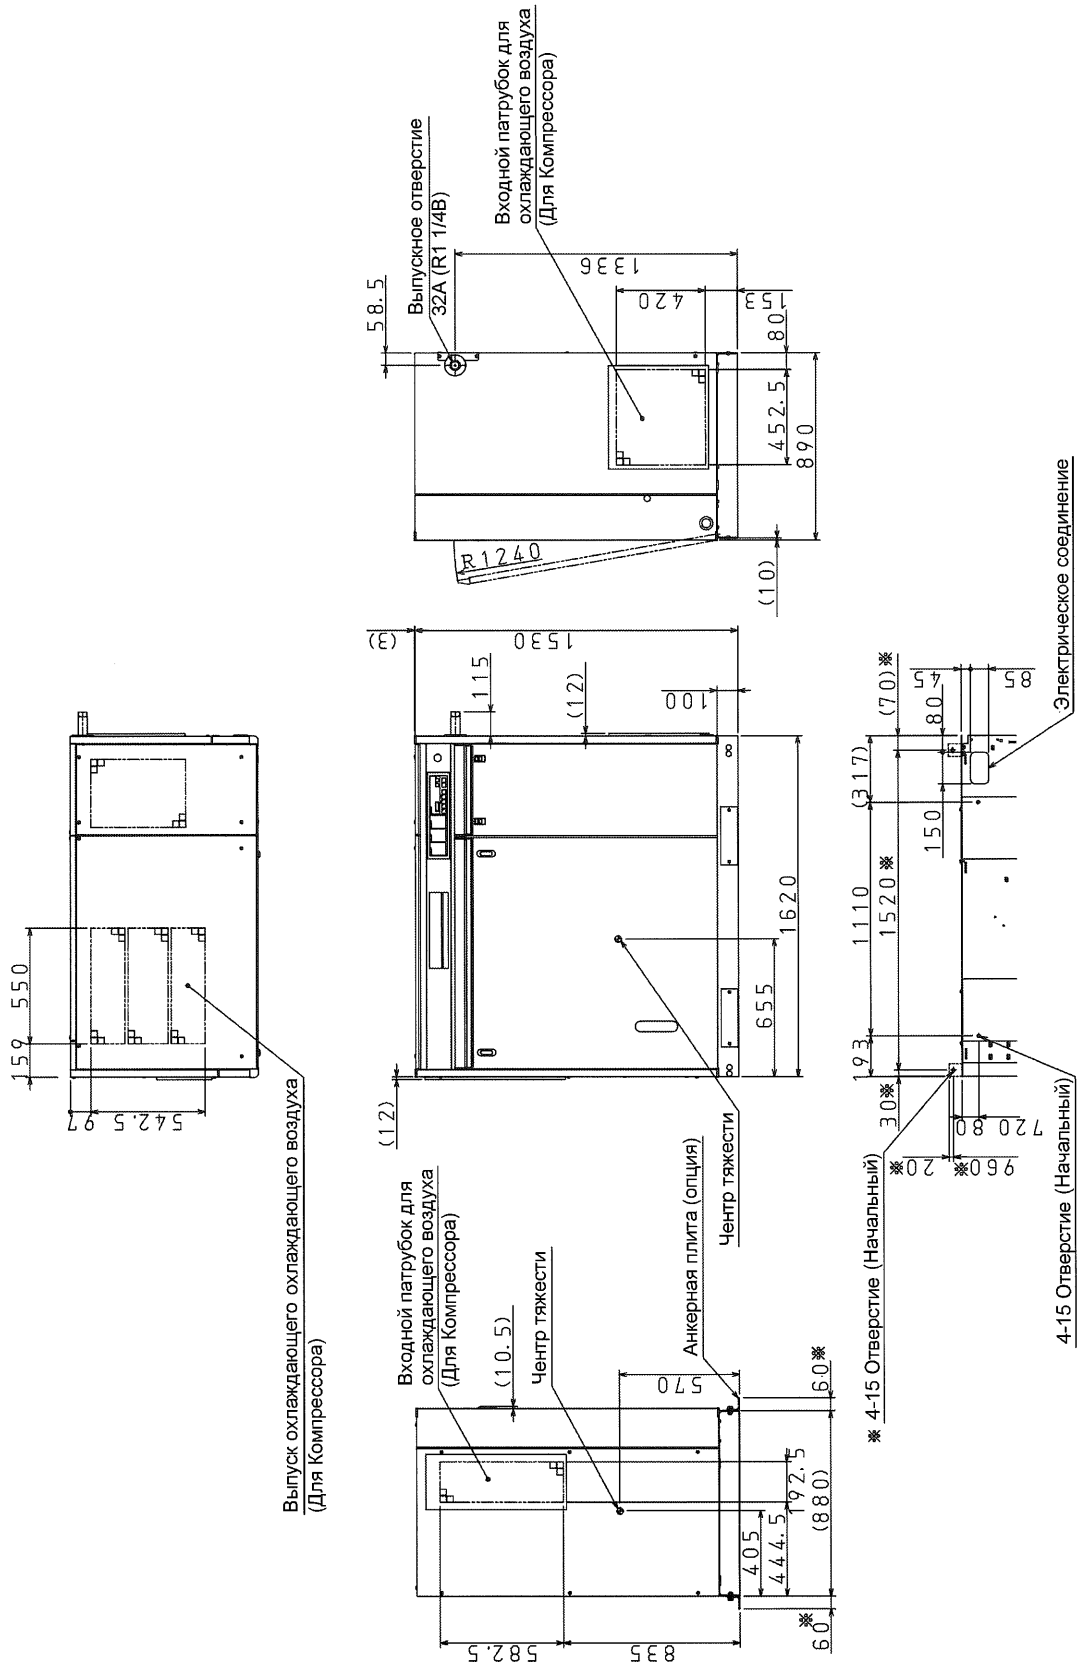 58.5
Выпускное отверстие
32A (R1 1/4B)
Входной патрубок для
охлаждающего воздуха
(Для Компрессора)
1336
420
153
80
452.5
890
R1240
(10)
159
550
97
542.5
Выпуск охлаждающего охлаждающего воздуха
(Для Компрессора)
(3)
1530
115
(12)
100
1620
655
(12)
Чентр тяжести
(70)※
45
80
85
(317)
150
1110
1520※
193
30※
80
720
※20
※960
Электрическое соединение
※ 4-15 Отверстие (Начальный)
4-15 Отверстие (Начальный)
Входной патрубок для
охлаждающего воздуха
(Для Компрессора)
(10.5)
Чентр тяжести
Анкерная плита (опция)
570
60※
192.5
(880)
444.5
405
※
60
582.5
835